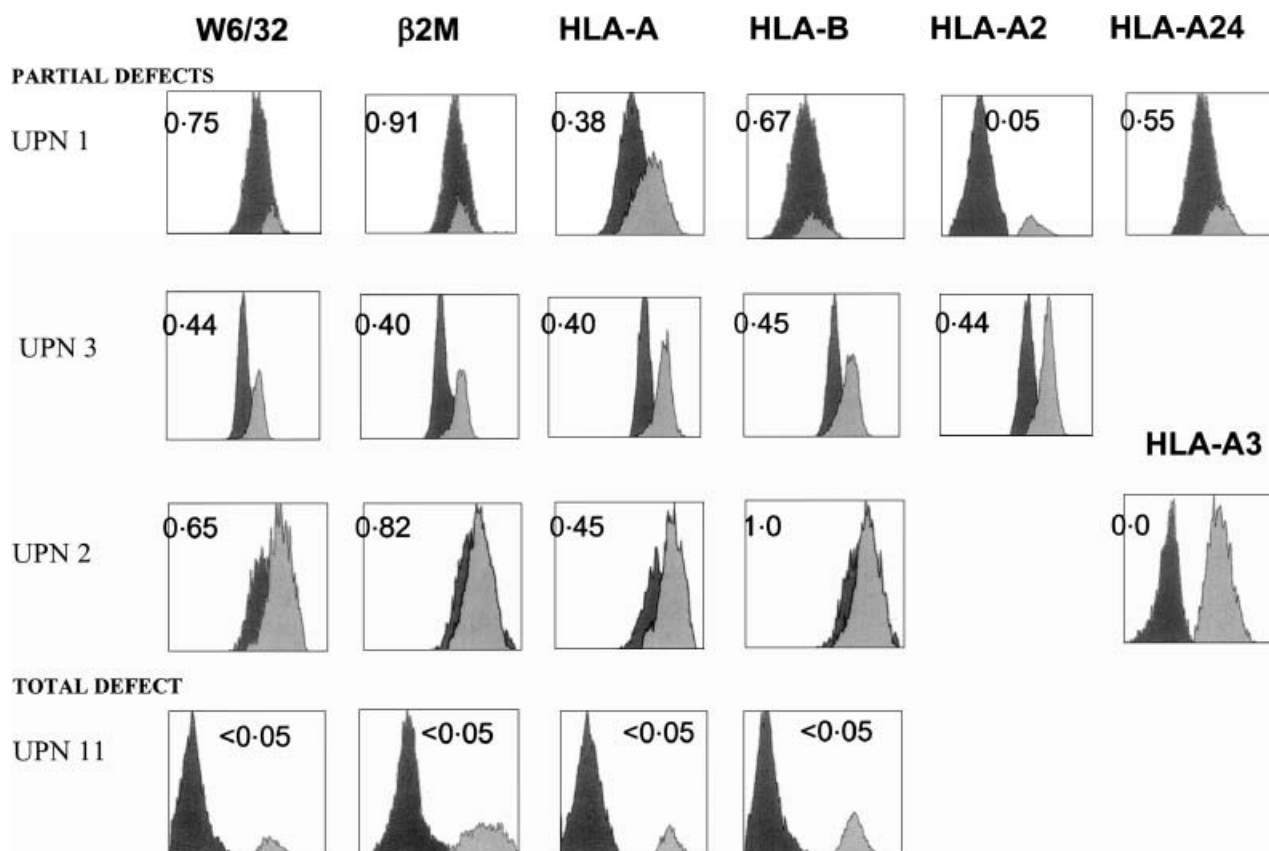 W6/32 β2M HLA-A HLA-B HLA-A2 HLA-A24
PARTIAL DEFECTS
UPN 1 0·75 0·91 0·38 0·67 0·05 0·55
UPN 3 0·44 0·40 0·40 0·45 0·44
HLA-A3
UPN 2 0·65 0·82 0·45 1·0 0·0
TOTAL DEFECT
UPN 11 <0·05 <0·05 <0·05 <0·05